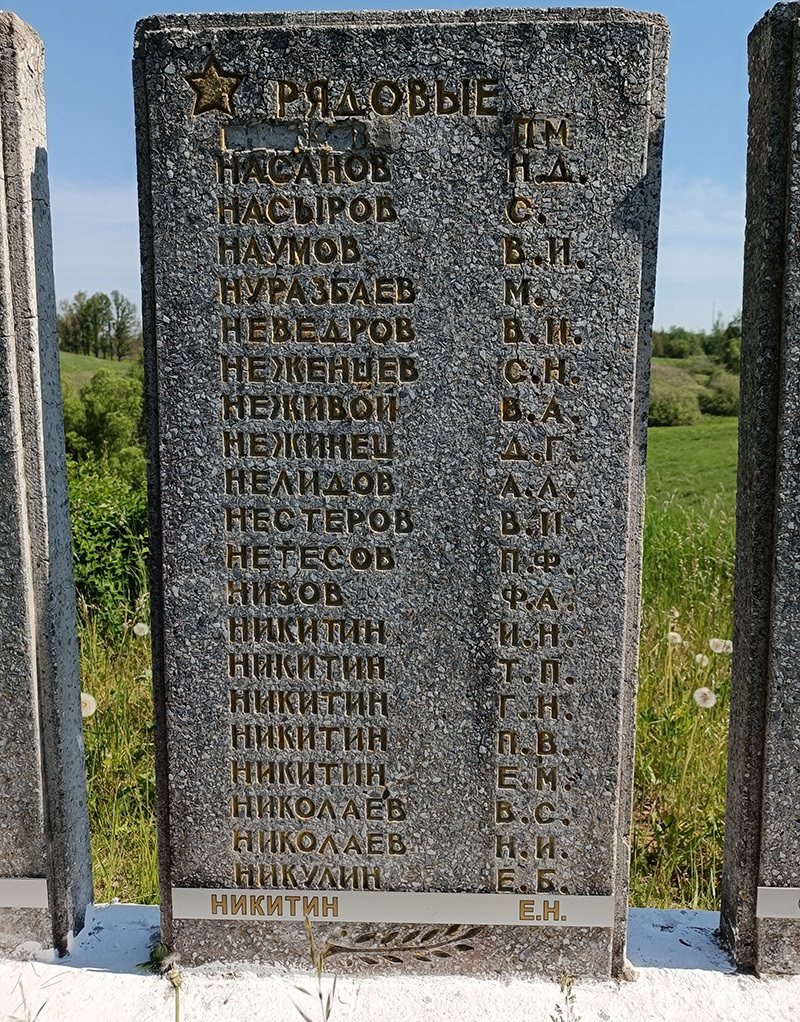 РЯДОВЫЕ
П М
НАСАНОВ Н.Д.
НАСЫРОВ С.
НАУМОВ В.И.
НУРАЗБАЕВ М.
НЕВЕДРОВ В.И.
НЕЖЕНЦЕВ С.Н.
НЕЖИВОЙ В.А.
НЕЖИНЕЦ Д.Г.
НЕЛИДОВ А.Л.
НЕСТЕРОВ В.И.
НЕТЕСОВ П.Ф.
НИЗОВ Ф.А.
НИКИТИН И.Н.
НИКИТИН Т.П.
НИКИТИН Г.Н.
НИКИТИН П.В.
НИКИТИН Е.М.
НИКОЛАЕВ В.С.
НИКОЛАЕВ Н.И.
НИКУЛИН Е.Б.
НИКИТИН Е.Н.